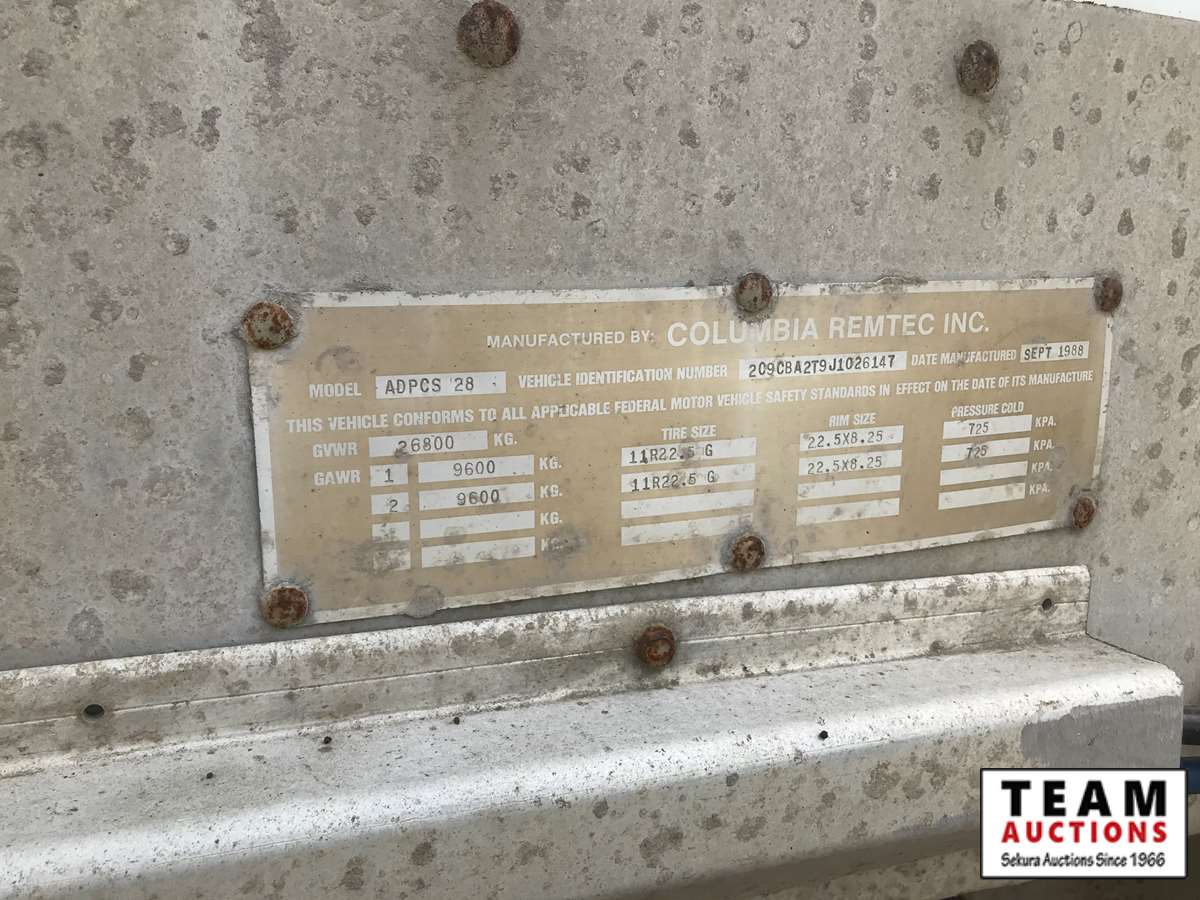 MANUFACTURED BY: COLUMBIA REMTEC INC.
MODEL ADPCS '28 VEHICLE IDENTIFICATION NUMBER 209CBA2T9J1026147 DATE MANUFACTURED SEPT 1988
THIS VEHICLE CONFORMS TO ALL APPLICABLE FEDERAL MOTOR VEHICLE SAFETY STANDARDS IN EFFECT ON THE DATE OF ITS MANUFACTURE
GVWR 26800 KG. TIRE SIZE RIM SIZE PRESSURE COLD
GAWR 1 9600 KG. 11R22.5 G 22.5X8.25 725 KPA.
2 9600 KG. 11R22.5 G 22.5X8.25 725 KPA.
KG. KPA.
KG. KPA.
TEAM
AUCTIONS
Sekura Auctions Since 1966